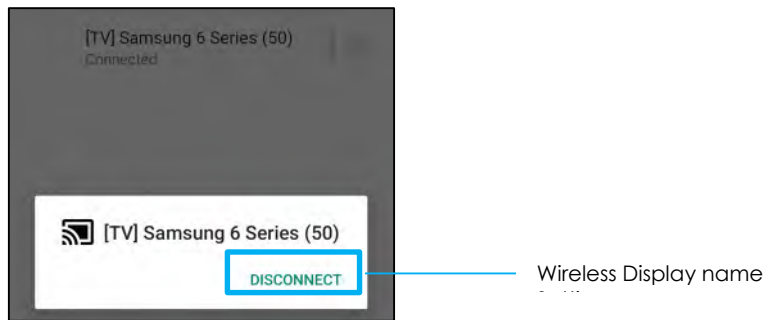 [TV] Samsung 6 Series (50)
Connected
[TV] Samsung 6 Series (50)
DISCONNECT
Wireless Display name